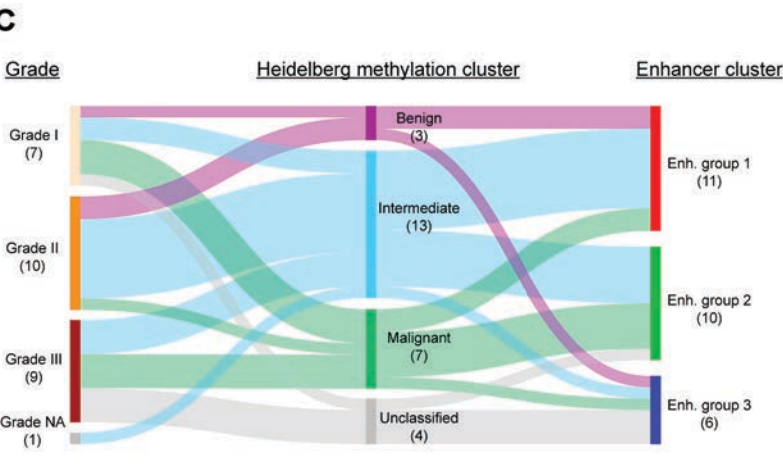 C
Grade Heidelberg methylation cluster Enhancer cluster
Grade I
(7)
Grade II
(10)
Grade III
(9)
Grade NA
(1)
Benign
(3)
Intermediate
(13)
Malignant
(7)
Unclassified
(4)
Enh. group 1
(11)
Enh. group 2
(10)
Enh. group 3
(6)